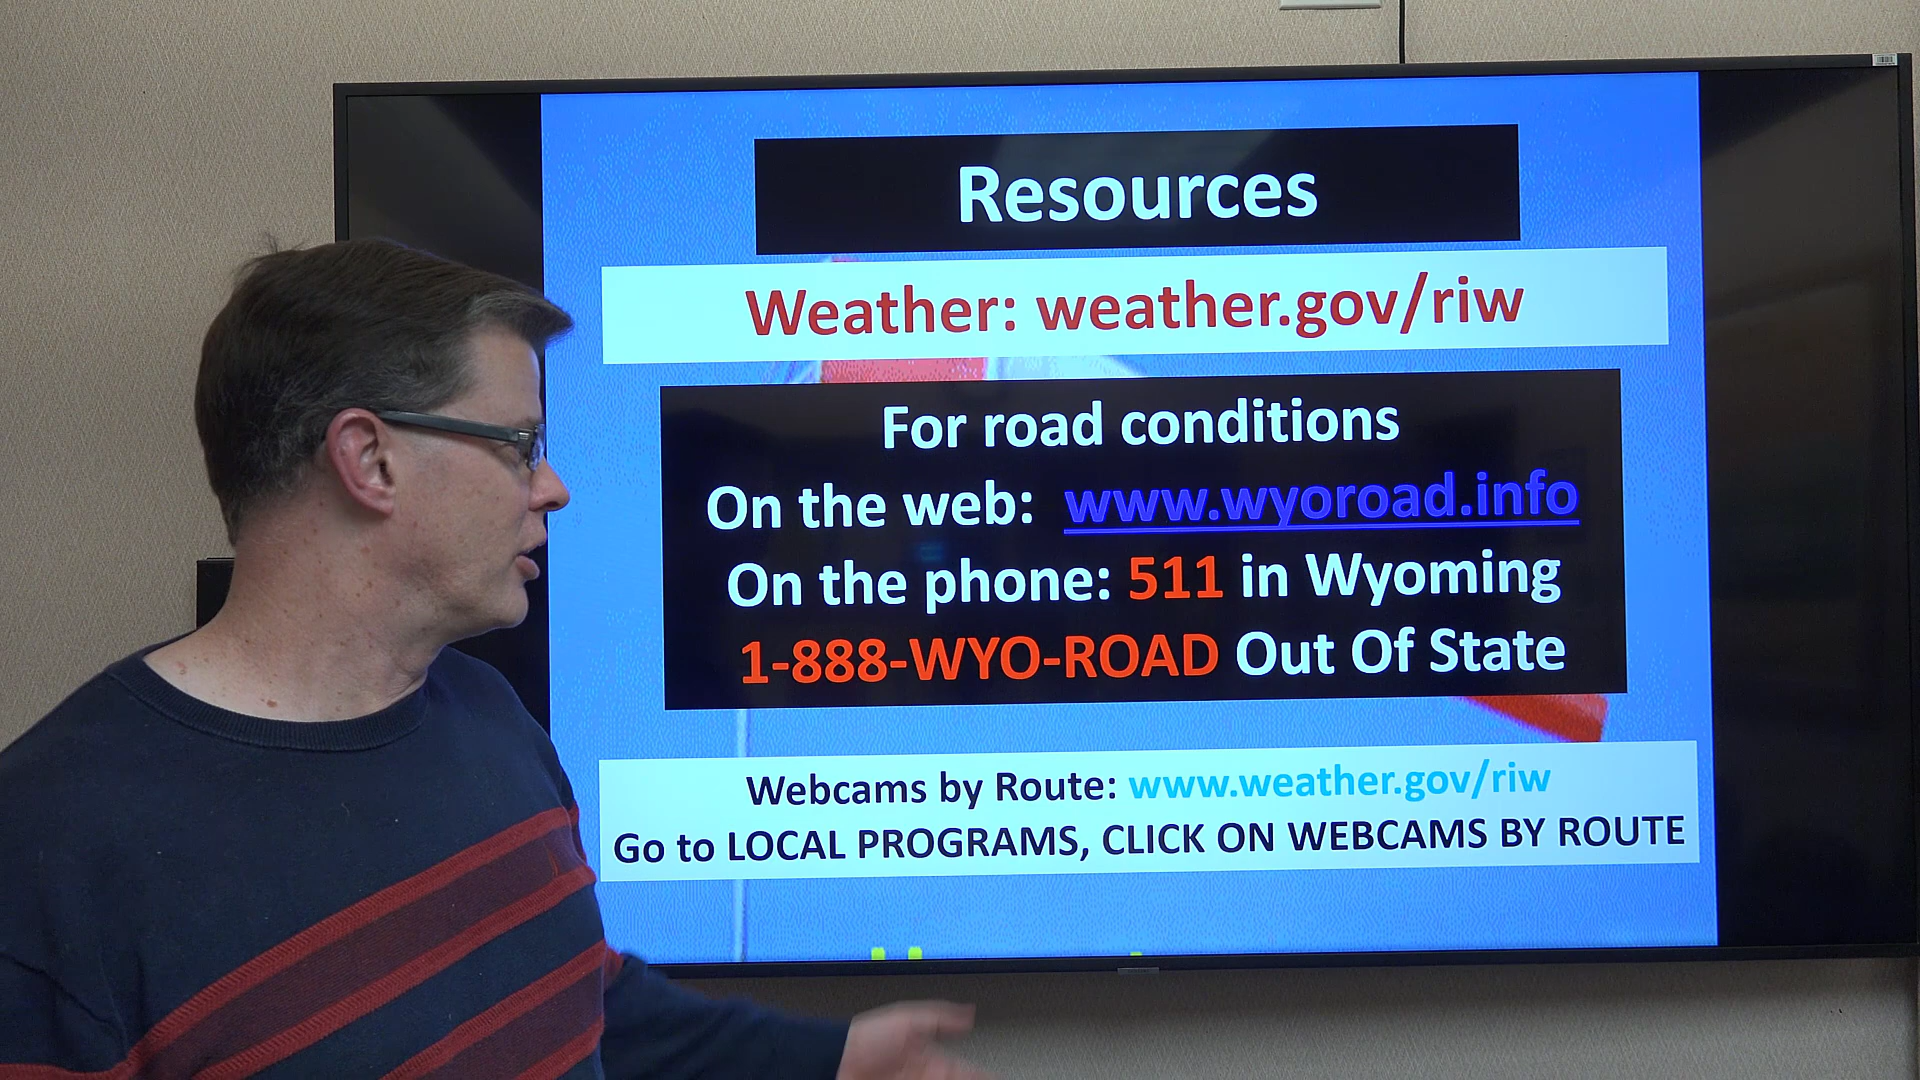 Resources
Weather: weather.gov/riw
For road conditions
On the web: www.wyoroad.info
On the phone: 511 in Wyoming
1-888-WYO-ROAD Out Of State
Webcams by Route: www.weather.gov/riw
Go to LOCAL PROGRAMS, CLICK ON WEBCAMS BY ROUTE